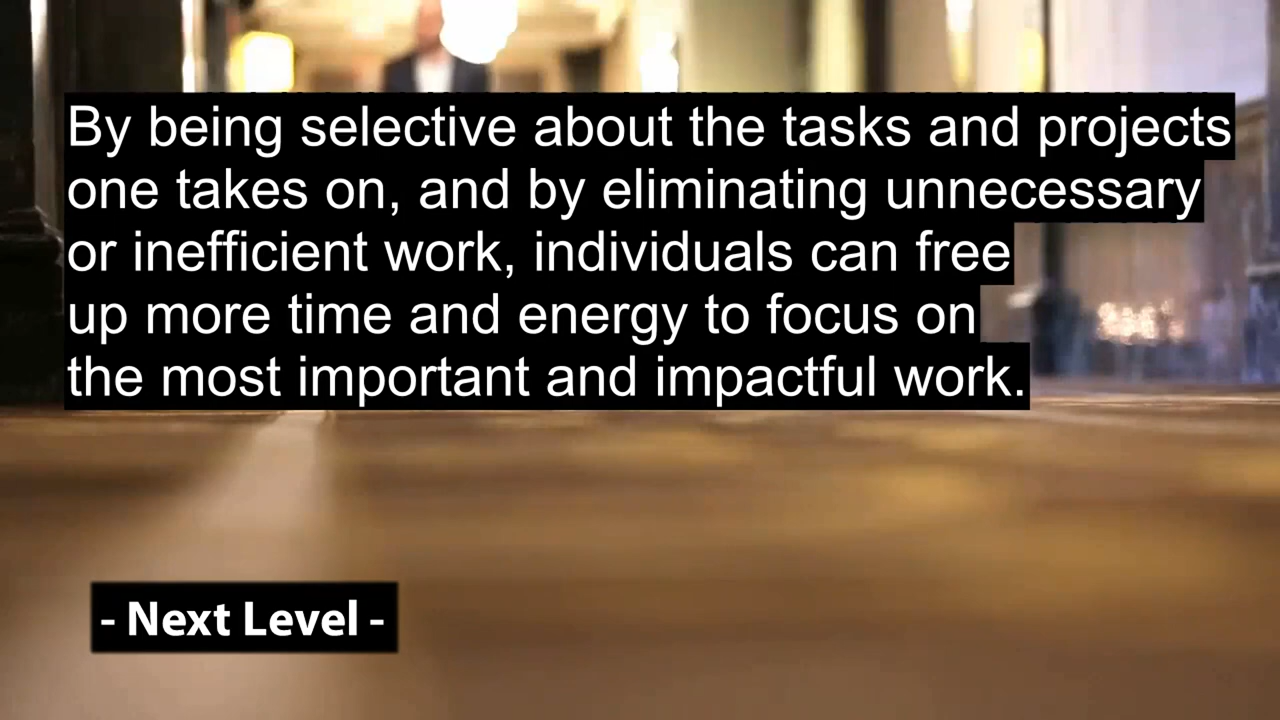 By being selective about the tasks and projects
one takes on, and by eliminating unnecessary
or inefficient work, individuals can free
up more time and energy to focus on
the most important and impactful work.
- Next Level -